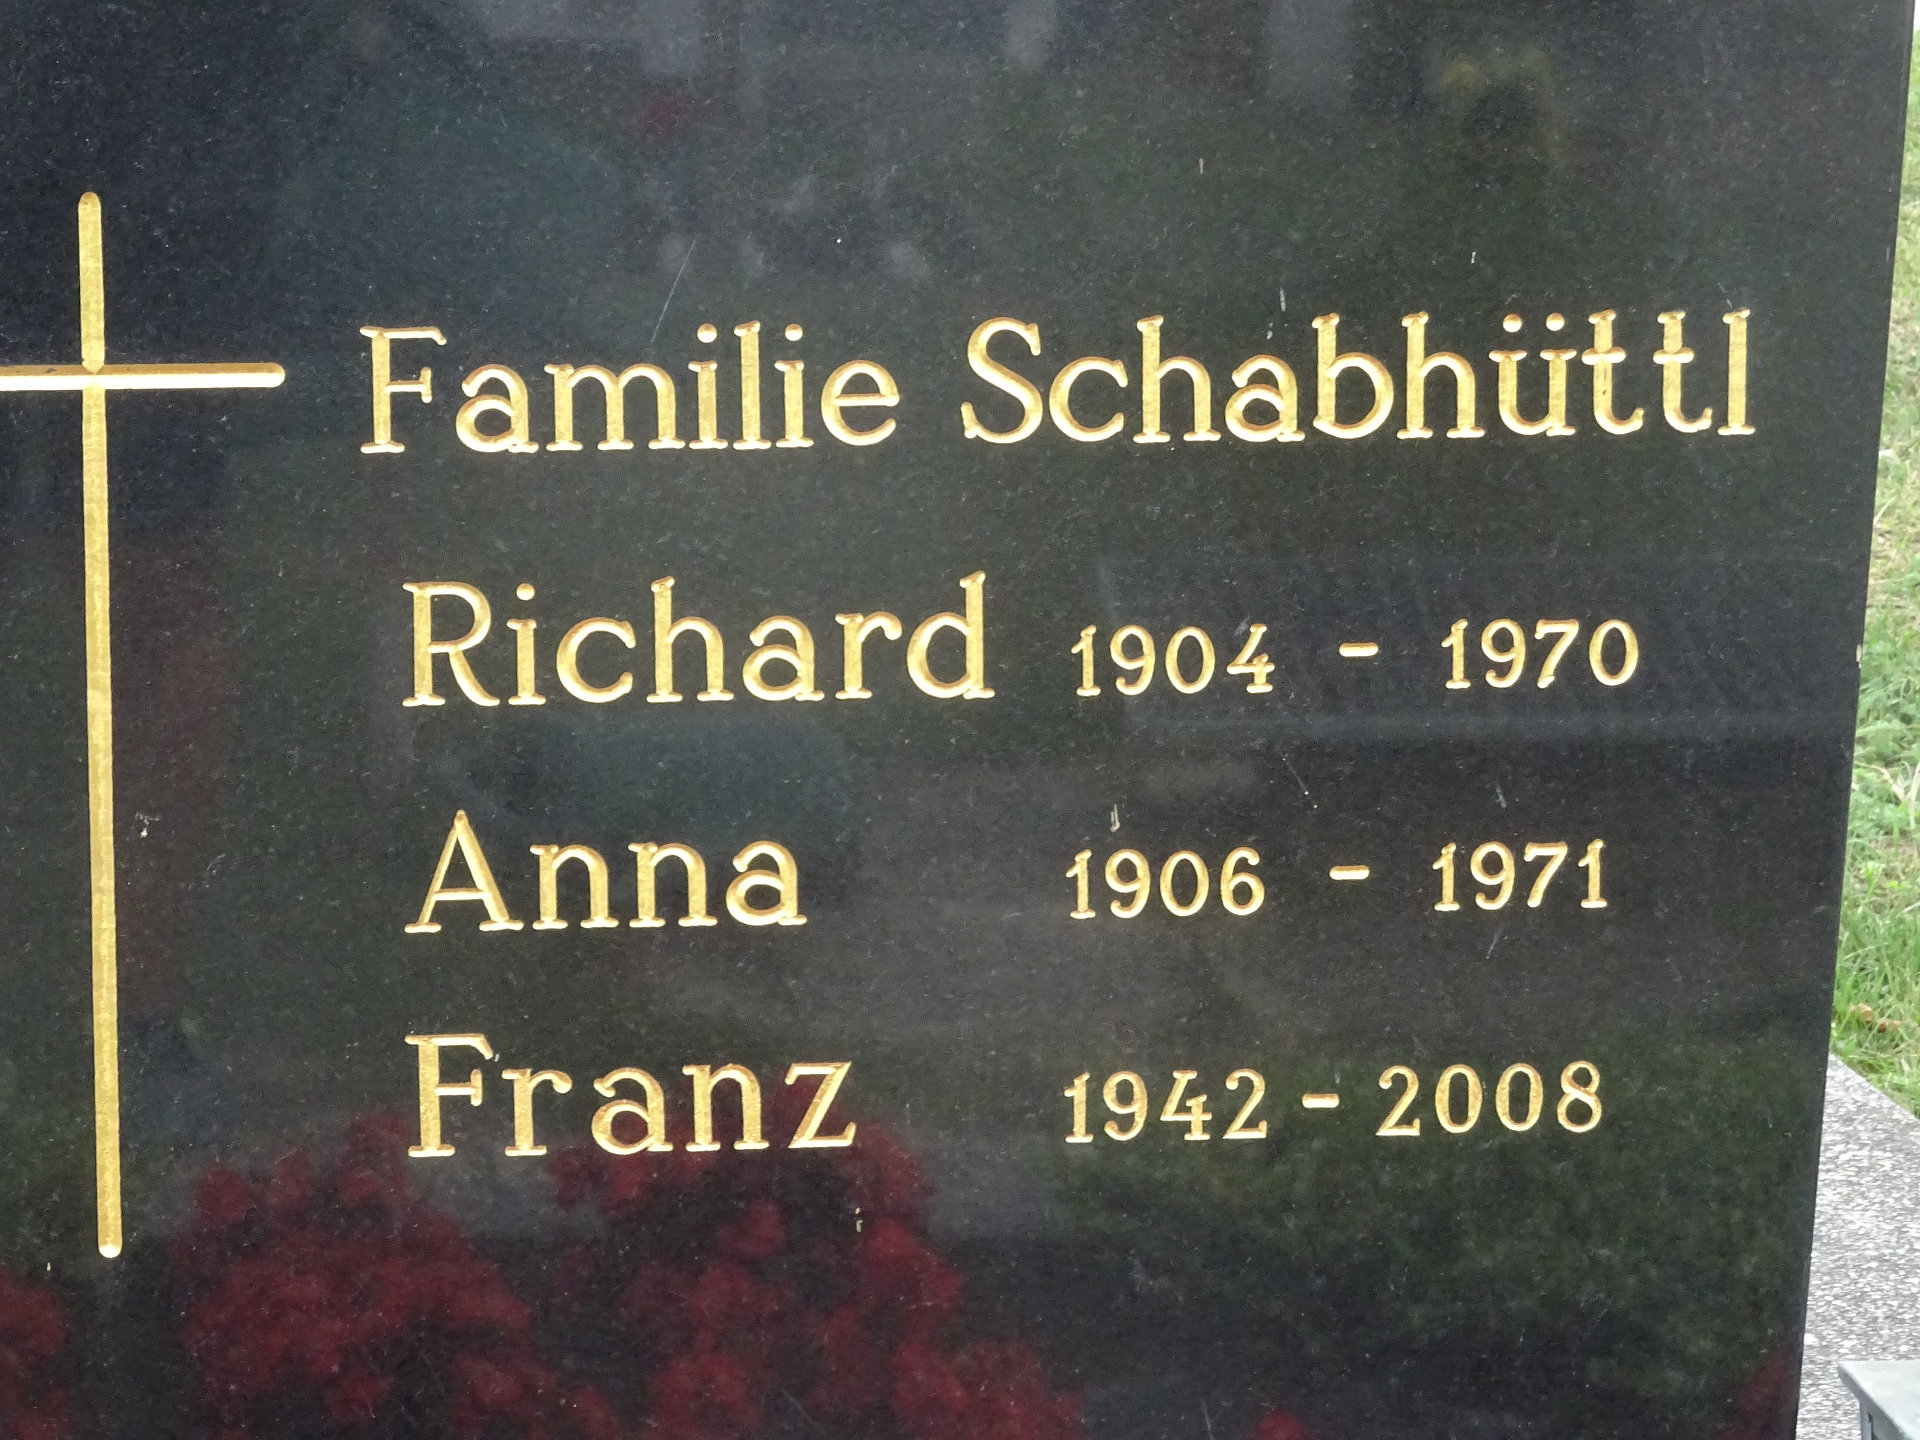 Familie Schabhüttl
Richard 1904 - 1970
Anna 1906 - 1971
Franz 1942 - 2008